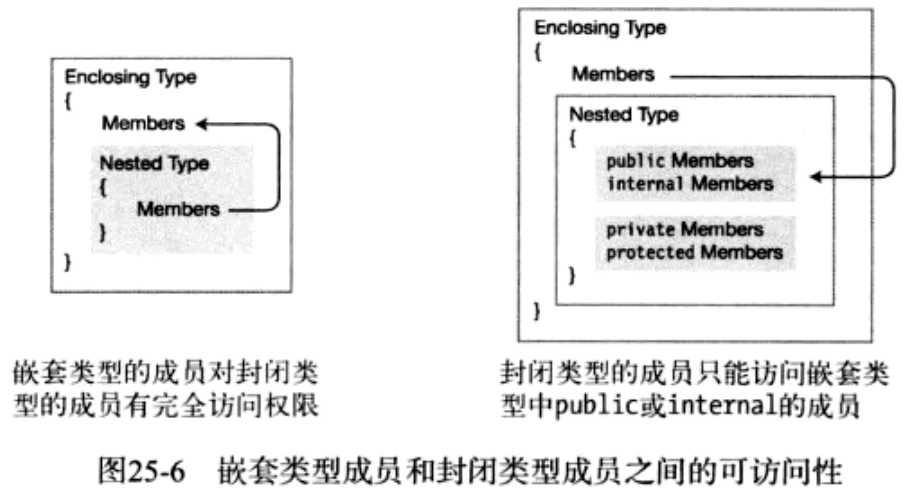 Enclosing Type
{
Members
Nested Type
{
Members
}
}
嵌套类型的成员对封闭类
型的成员有完全访问权限
Enclosing Type
{
Members
Nested Type
{
public Members
internal Members
private Members
protected Members
}
}
封闭类型的成员只能访问嵌套类
型中public或internal的成员
图25-6 嵌套类型成员和封闭类型成员之间的可访问性